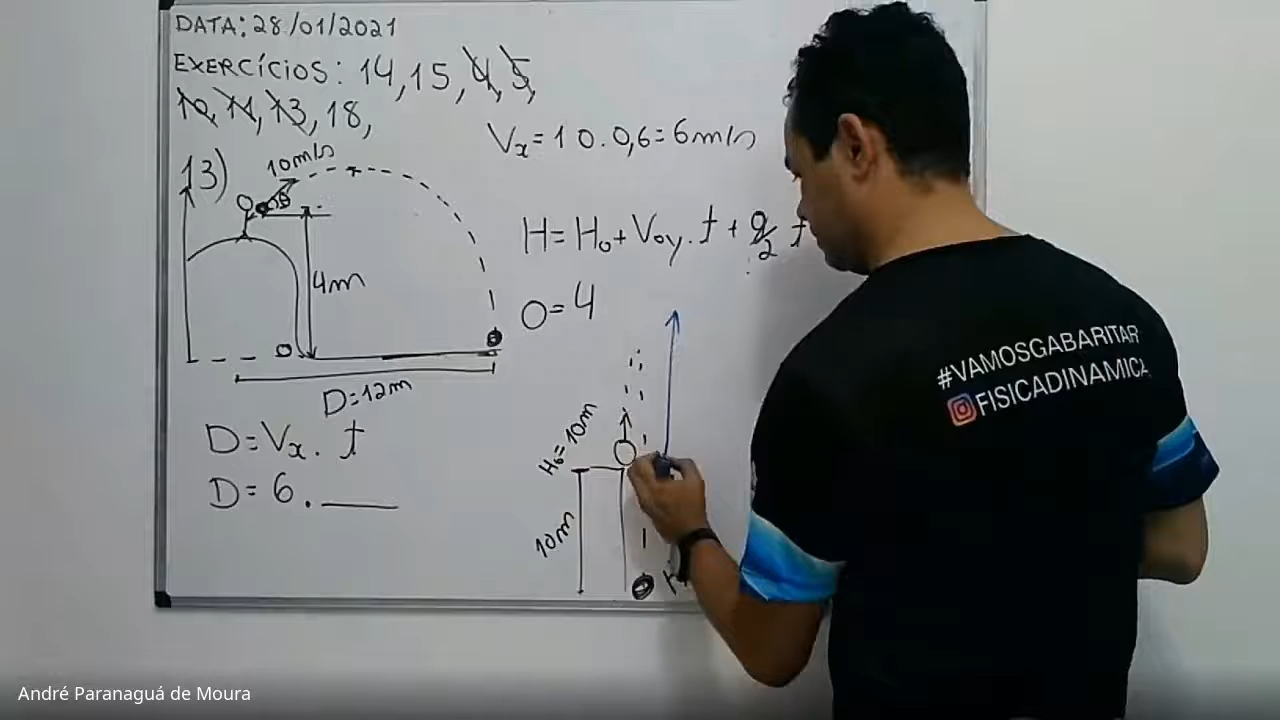 DATA: 28/01/2021
EXERCÍCIOS: 14, 15, 4, 5,
10, 11, 13, 18,
13)
10m/s
4m
D=12m
D=Vx. t
D= 6.
Vx= 10.0,6=6m/s
H=H0+V0y. t + g/2 t
0=4
H0=10m
10m
#VAMOSGABARITAR
FISICADINAMICA
André Paranaguá de Moura